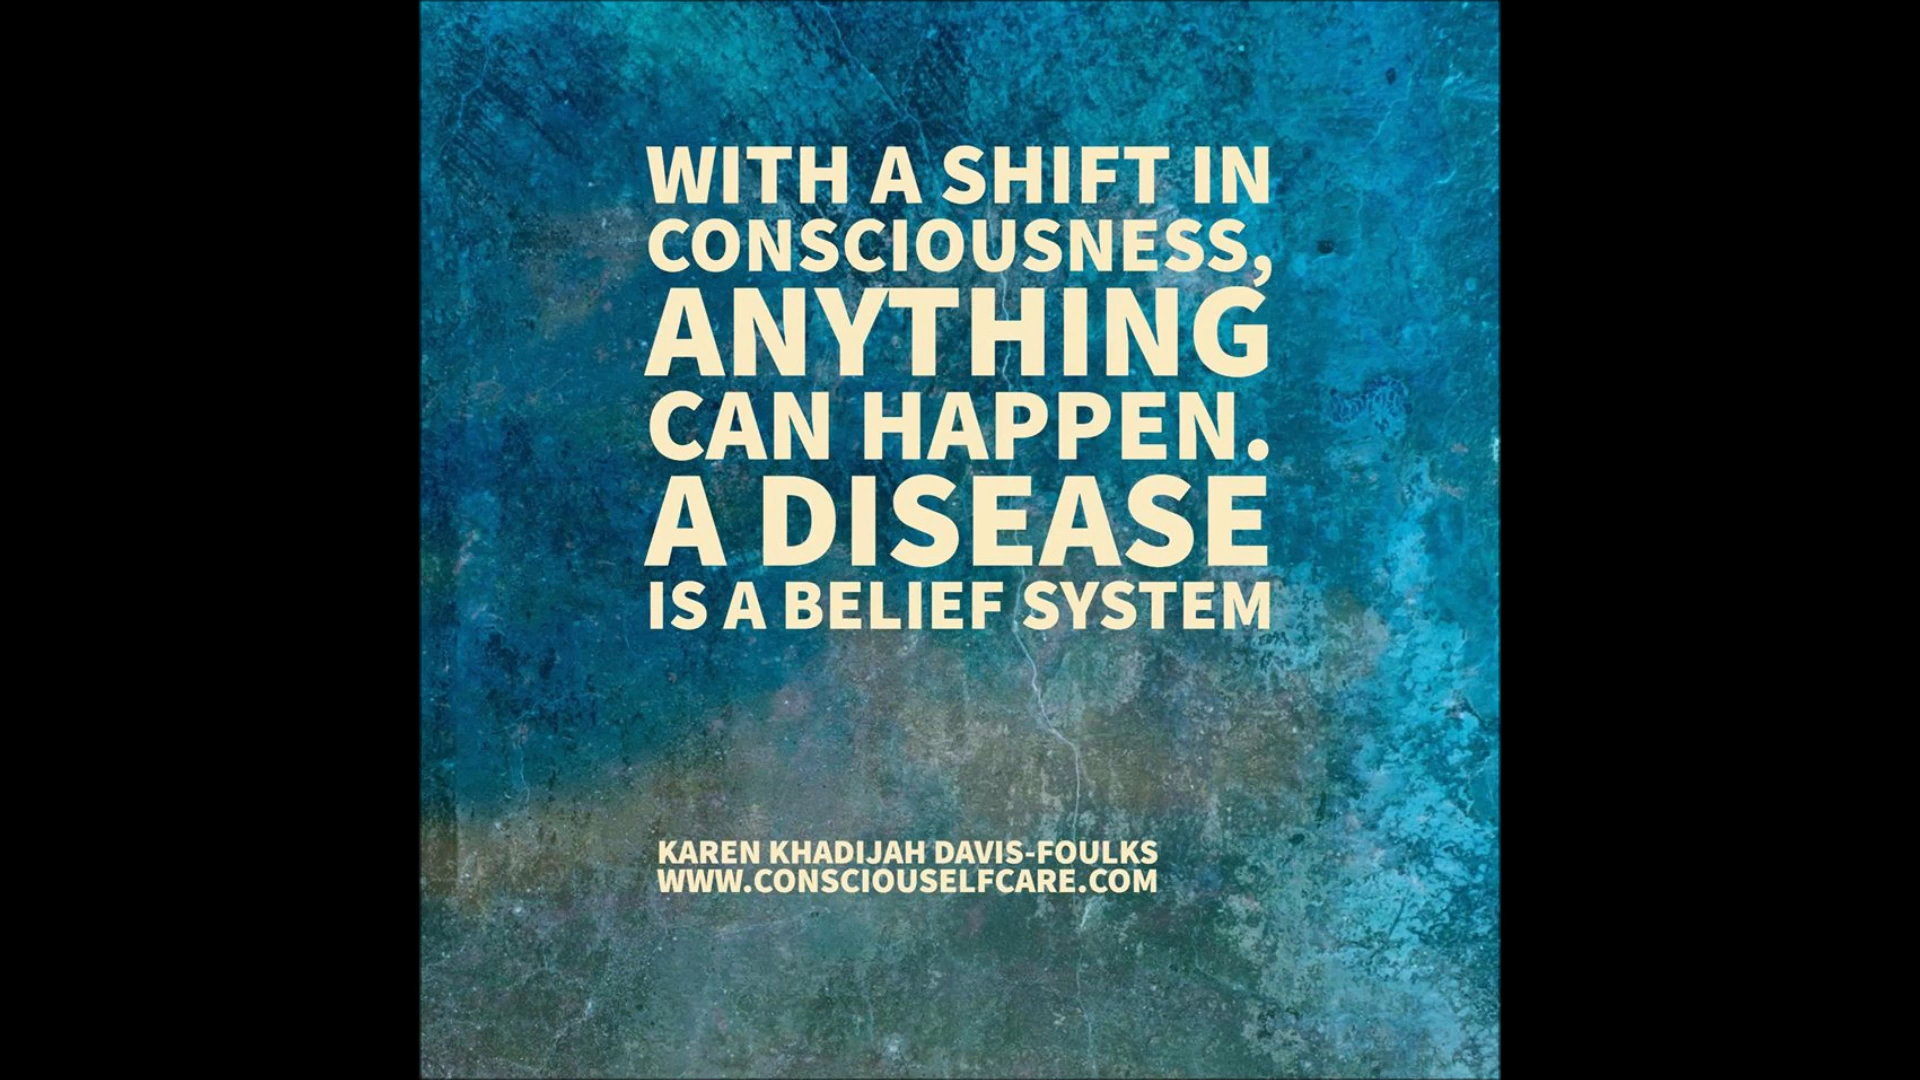 WITH A SHIFT IN
CONSCIOUSNESS,
ANYTHING
CAN HAPPEN.
A DISEASE
IS A BELIEF SYSTEM
KAREN KHADIJAH DAVIS-FOULKS
WWW.CONSCIOUSELFCARE.COM